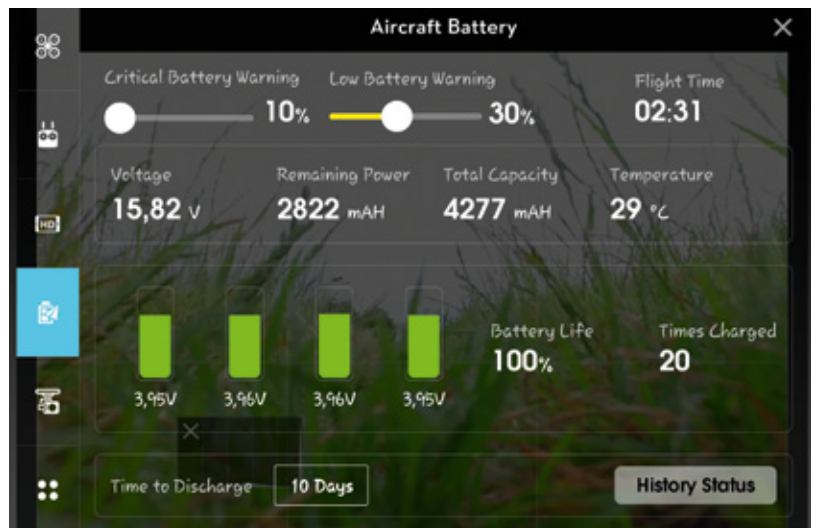 Aircraft Battery
Critical Battery Warning Low Battery Warning Flight Time
10% 30% 02:31
Voltage Remaining Power Total Capacity Temperature
15,82 V 2822 mAH 4277 mAH 29 °C
HD
Battery Life Times Charged
100% 20
3,95V 3,96V 3,96V 3,95V
Time to Discharge 10 Days History Status